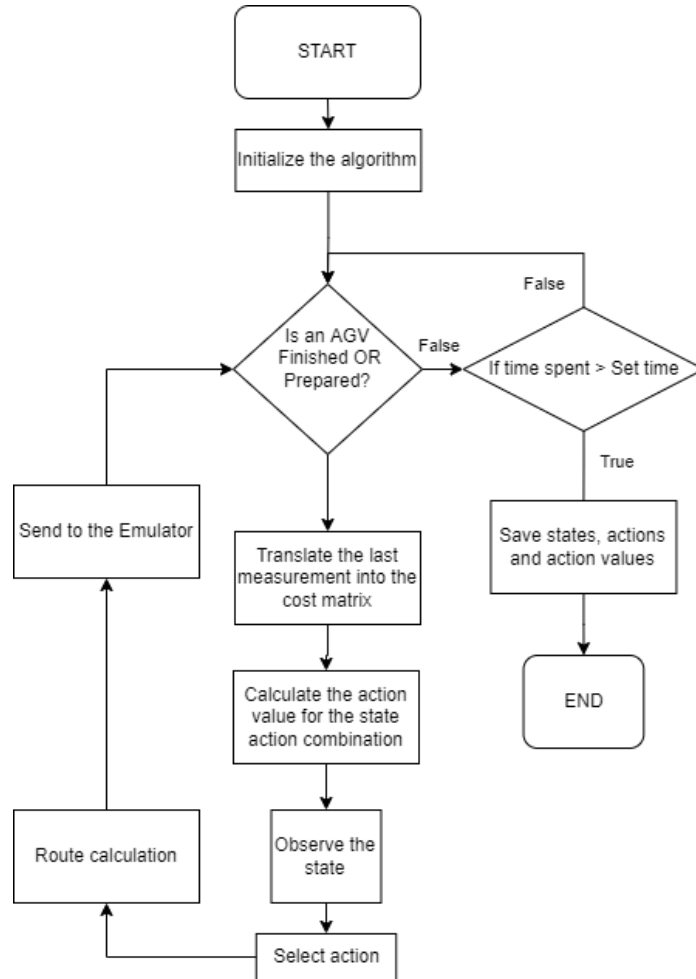 START
Initialize the algorithm
False
Is an AGV
Finished OR
Prepared?
False
If time spent > Set time
True
Send to the Emulator
Save states, actions
and action values
Translate the last
measurement into the
cost matrix
Calculate the action
value for the state
action combination
END
Observe the
state
Route calculation
Select action